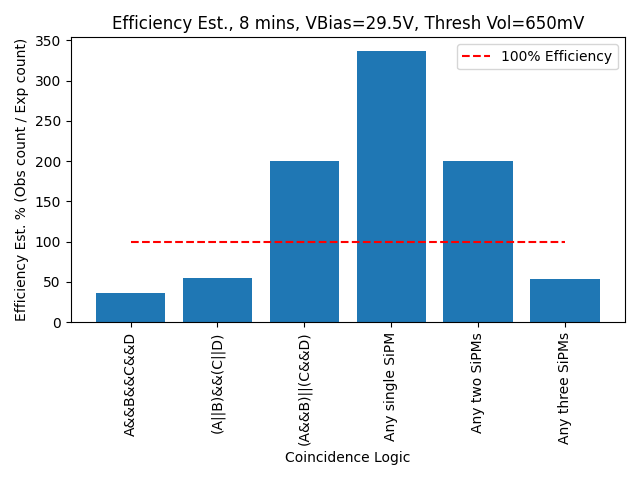 Efficiency Est., 8 mins, VBias=29.5V, Thresh Vol=650mV
Efficiency Est. % (Obs count / Exp count)
350
300
250
200
150
100
50
0
100% Efficiency
A&&B&&C&&D
(A||B)&&(C||D)
(A&&B)||(C&&D)
Any single SiPM
Any two SiPMs
Any three SiPMs
Coincidence Logic